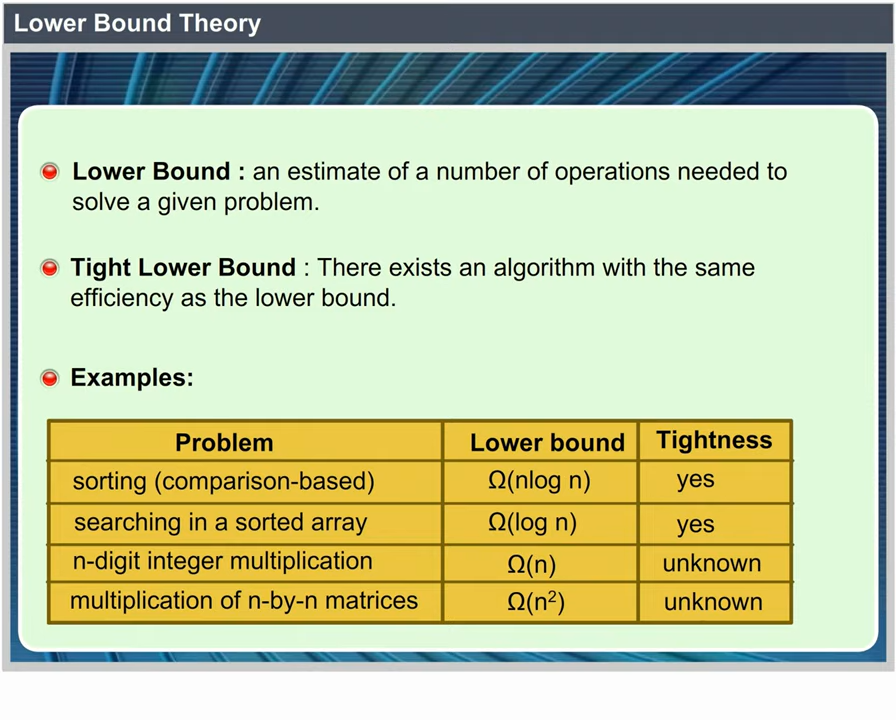 Lower Bound Theory
Lower Bound : an estimate of a number of operations needed to
solve a given problem.
Tight Lower Bound : There exists an algorithm with the same
efficiency as the lower bound.
Examples:
Problem Lower bound Tightness
sorting (comparison-based) Ω(nlog n) yes
searching in a sorted array Ω(log n) yes
n-digit integer multiplication Ω(n) unknown
multiplication of n-by-n matrices Ω(n²) unknown